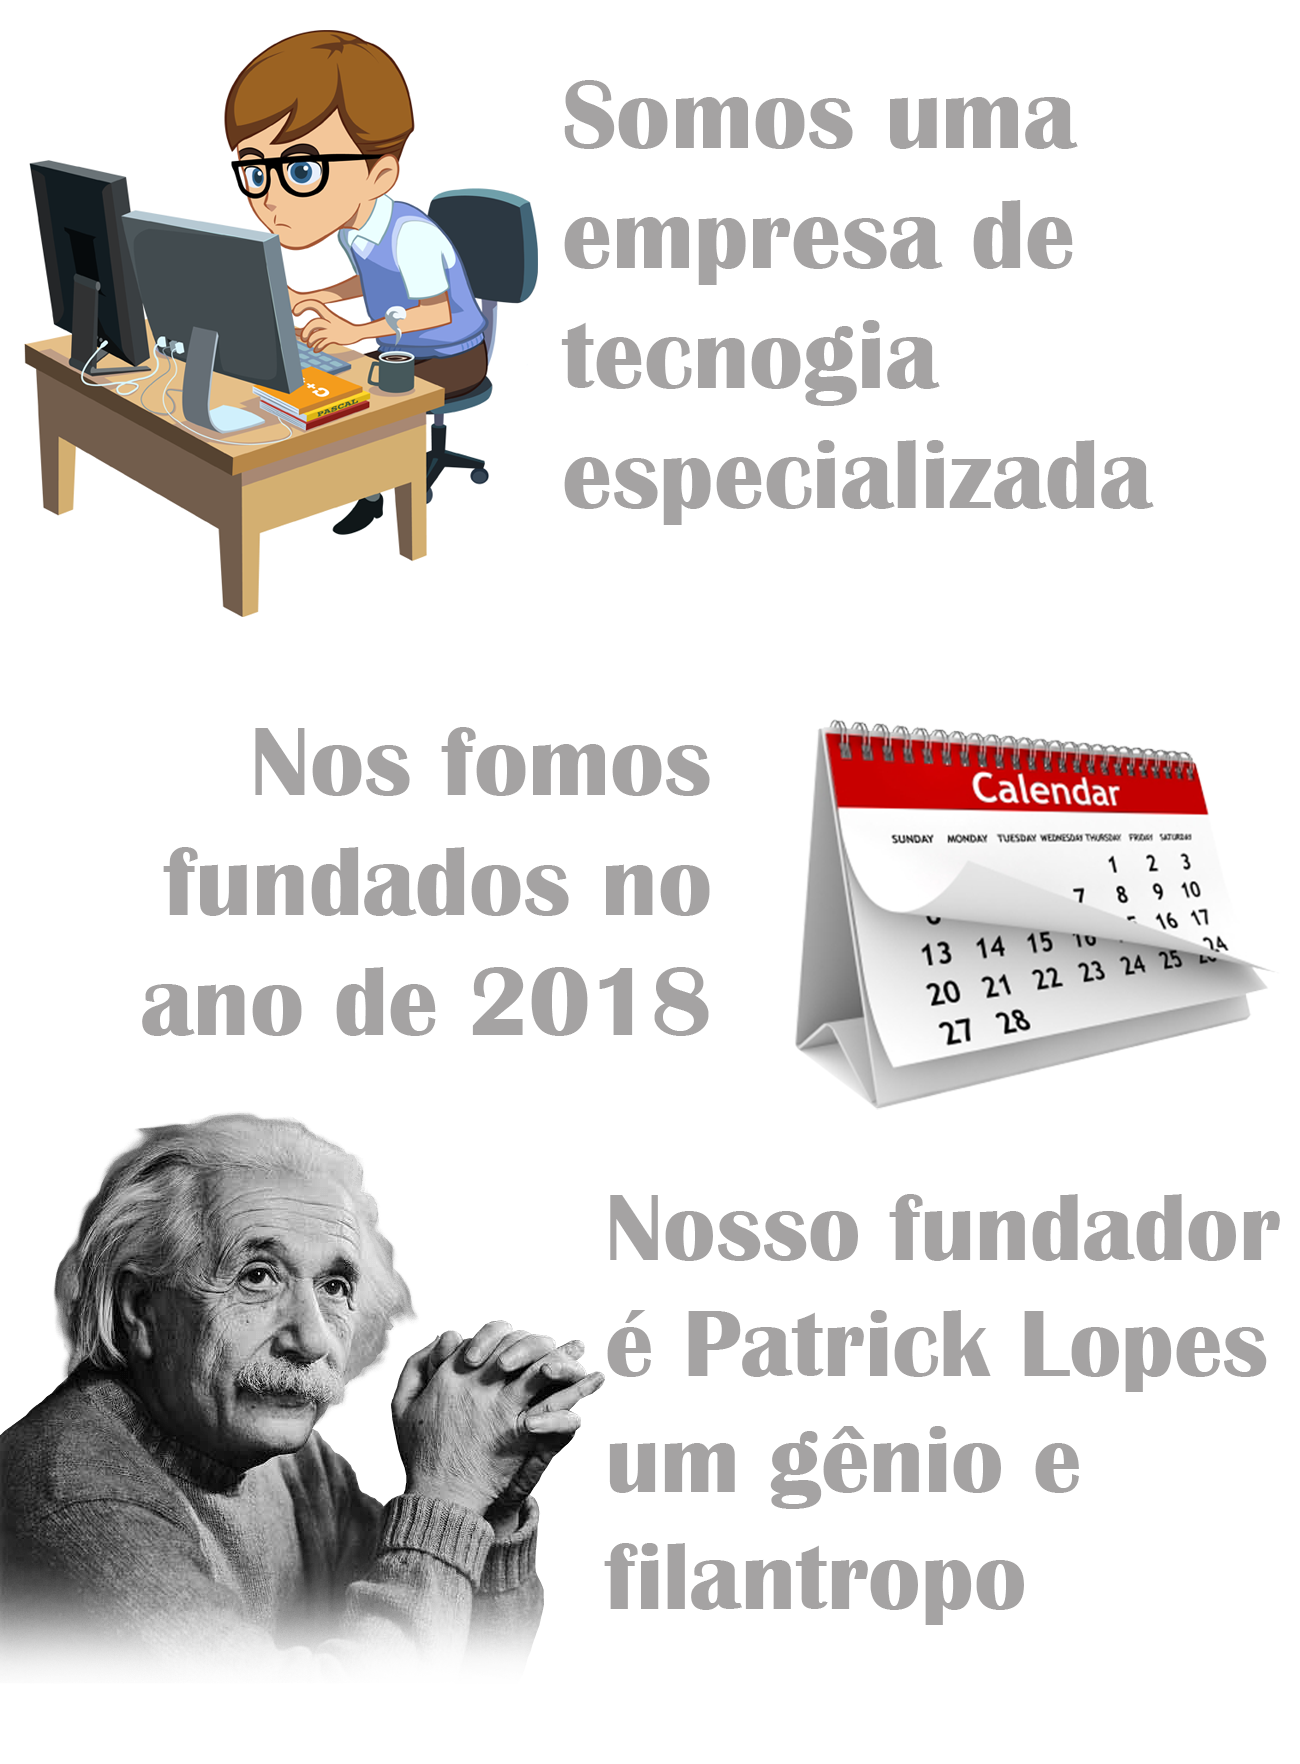 Somos uma
empresa de
tecnogia
especializada
C++
PASCAL
Nos fomos
fundados no
ano de 2018
Calendar
SUNDAY MONDAY TUESDAY WEDNESDAY THURSDAY FRIDAY SATURDAY
1 2 3
7 8 9 10
16 17
13 14 15 16 24
20 21 22 23 24 25
27 28
Nosso fundador
é Patrick Lopes
um gênio e
filantropo